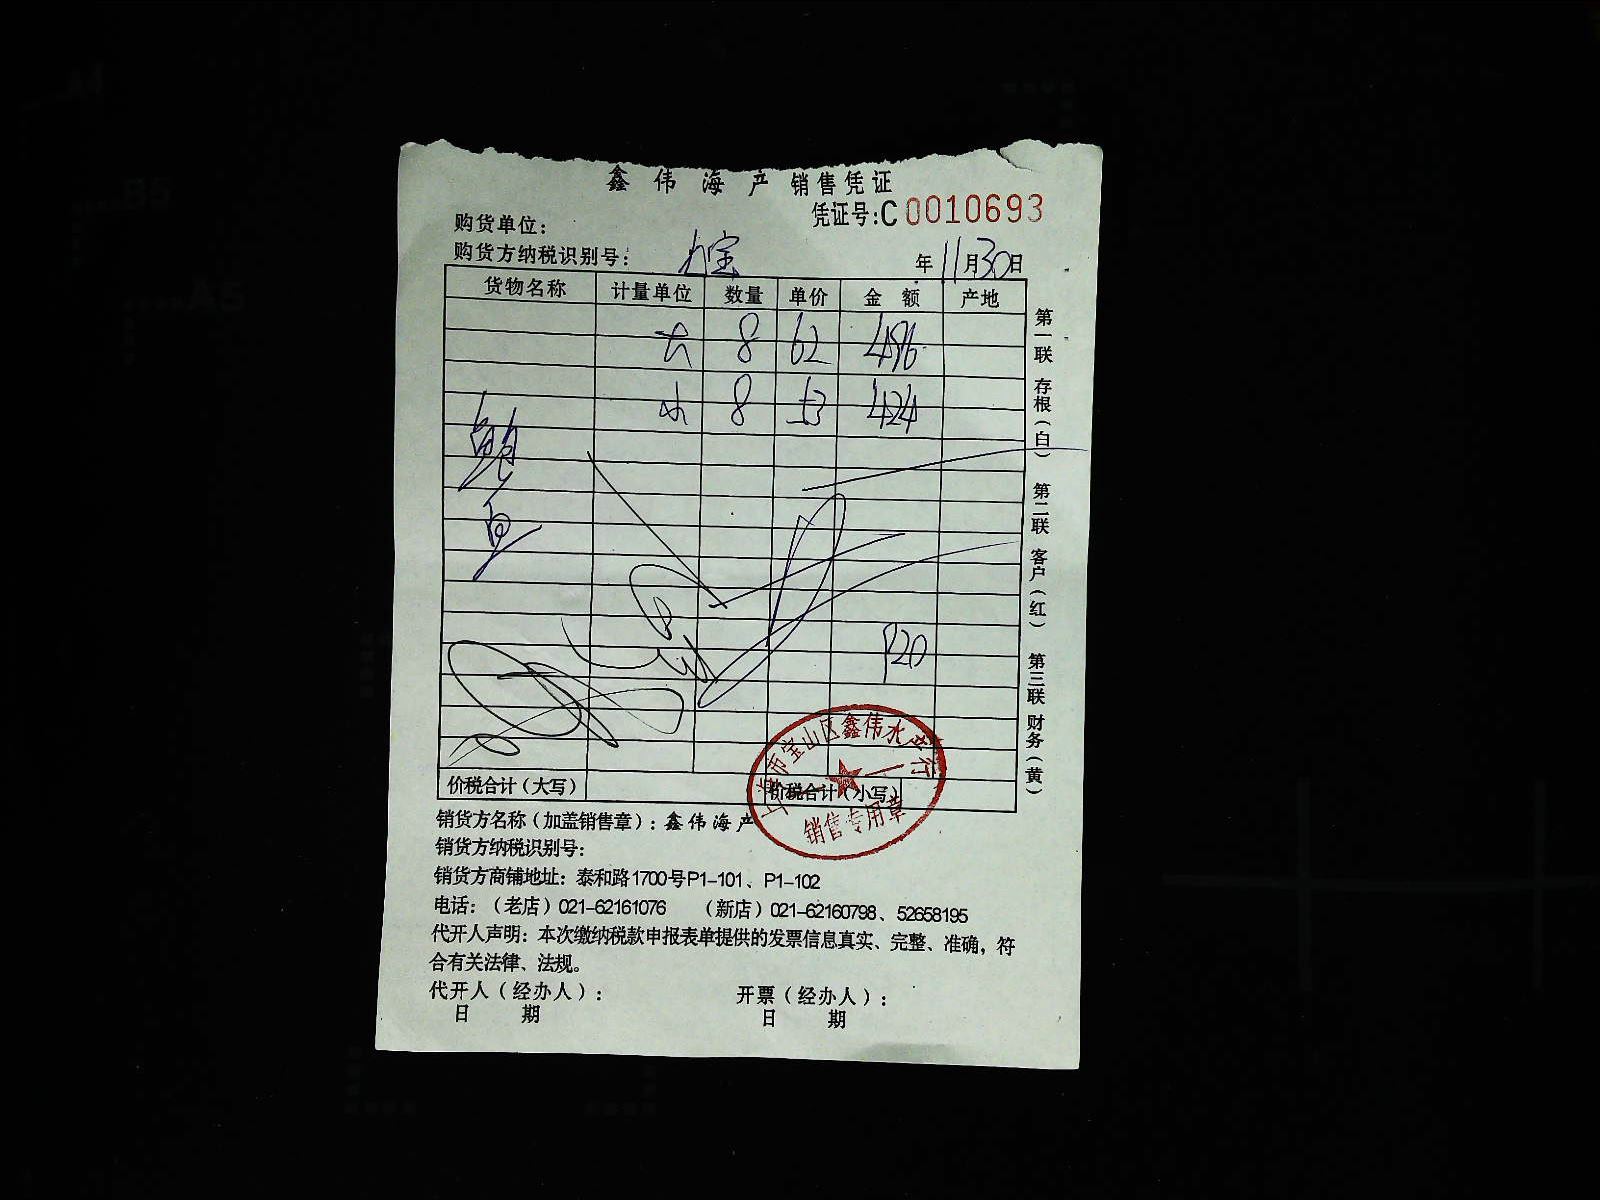 鑫伟海产销售凭证
凭证号:C0010693
购货单位:
购货方纳税识别号:
年11月30日
货物名称 计量单位 数量 单价 金额 产地
大 8 62 496
小 8 53 424
鲍鱼
920
价税合计(大写) 价税合计(小写)
第一联 存根(白) 第二联 客户(红) 第三联 财务(黄)
上海市宝山区鑫伟水产行
销售专用章
销货方名称(加盖销售章):鑫伟海产
销货方纳税识别号:
销货方商铺地址:泰和路1700号P1-101、P1-102
电话:(老店)021-62161076 (新店)021-62160798、52658195
代开人声明:本次缴纳税款申报表单提供的发票信息真实、完整、准确,符
合有关法律、法规。
代开人(经办人): 开票(经办人):
日期 日期